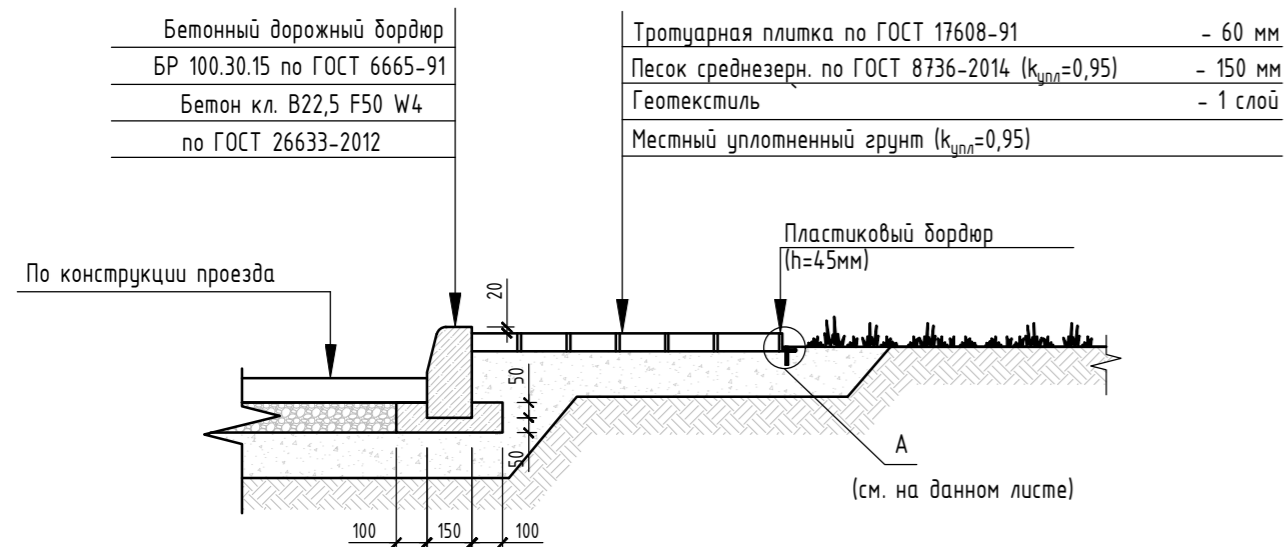 Бетонный дорожный бордюр
БР 100.30.15 по ГОСТ 6665-91
Бетон кл. В22,5 F50 W4
по ГОСТ 26633-2012
Тротуарная плитка по ГОСТ 17608-91 - 60 мм
Песок среднезерн. по ГОСТ 8736-2014 (kупл=0,95) - 150 мм
Геотекстиль - 1 слой
Местный уплотненный грунт (kупл=0,95)
Пластиковый бордюр
(h=45мм)
По конструкции проезда
20
50
50
А
(см. на данном листе)
100 150 100